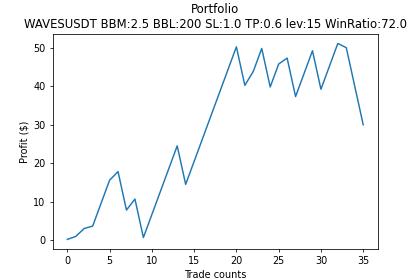 Portfolio
WAVESUSDT BBM:2.5 BBL:200 SL:1.0 TP:0.6 lev:15 WinRatio:72.0
50
40
30
20
10
0
Profit ($)
0 5 10 15 20 25 30 35
Trade counts